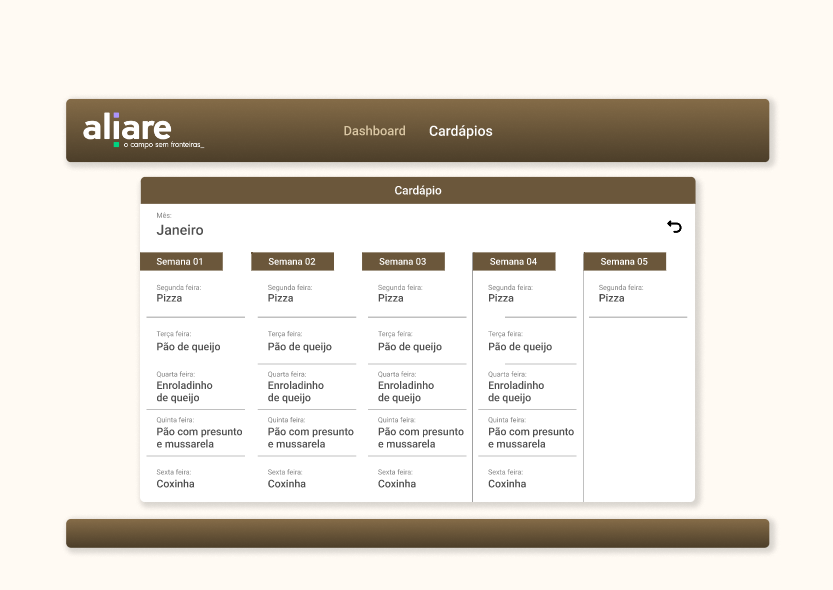 aliare
o campo sem fronteiras_
Dashboard
Cardápios
Cardápio
Mês:
Janeiro
Semana 01
Segunda feira:
Pizza
Terça feira:
Pão de queijo
Quarta feira:
Enroladinho
de queijo
Quinta feira:
Pão com presunto
e mussarela
Sexta feira:
Coxinha
Semana 02
Segunda feira:
Pizza
Terça feira:
Pão de queijo
Quarta feira:
Enroladinho
de queijo
Quinta feira:
Pão com presunto
e mussarela
Sexta feira:
Coxinha
Semana 03
Segunda feira:
Pizza
Terça feira:
Pão de queijo
Quarta feira:
Enroladinho
de queijo
Quinta feira:
Pão com presunto
e mussarela
Sexta feira:
Coxinha
Semana 04
Segunda feira:
Pizza
Terça feira:
Pão de queijo
Quarta feira:
Enroladinho
de queijo
Quinta feira:
Pão com presunto
e mussarela
Sexta feira:
Coxinha
Semana 05
Segunda feira:
Pizza